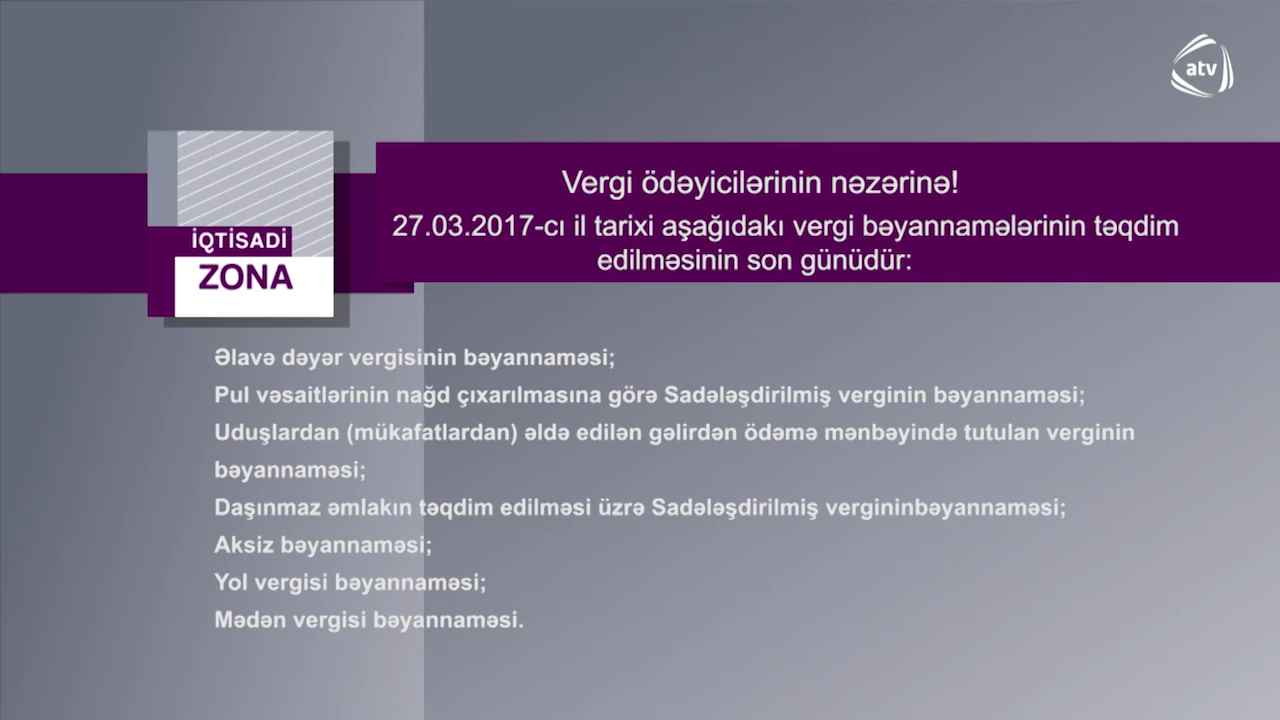 atv
Vergi ödəyicilərinin nəzərinə!
27.03.2017-cı il tarixi aşağıdakı vergi bəyannamələrinin təqdim
edilməsinin son günüdür:
İQTİSADİ
ZONA
Əlavə dəyər vergisinin bəyannaməsi;
Pul vəsaitlərinin nağd çıxarılmasına görə Sadələşdirilmiş verginin bəyannaməsi;
Uduşlardan (mükafatlardan) əldə edilən gəlirdən ödəmə mənbəyində tutulan verginin
bəyannaməsi;
Daşınmaz əmlakın təqdim edilməsi üzrə Sadələşdirilmiş vergininbəyannaməsi;
Aksiz bəyannaməsi;
Yol vergisi bəyannaməsi;
Mədən vergisi bəyannaməsi.